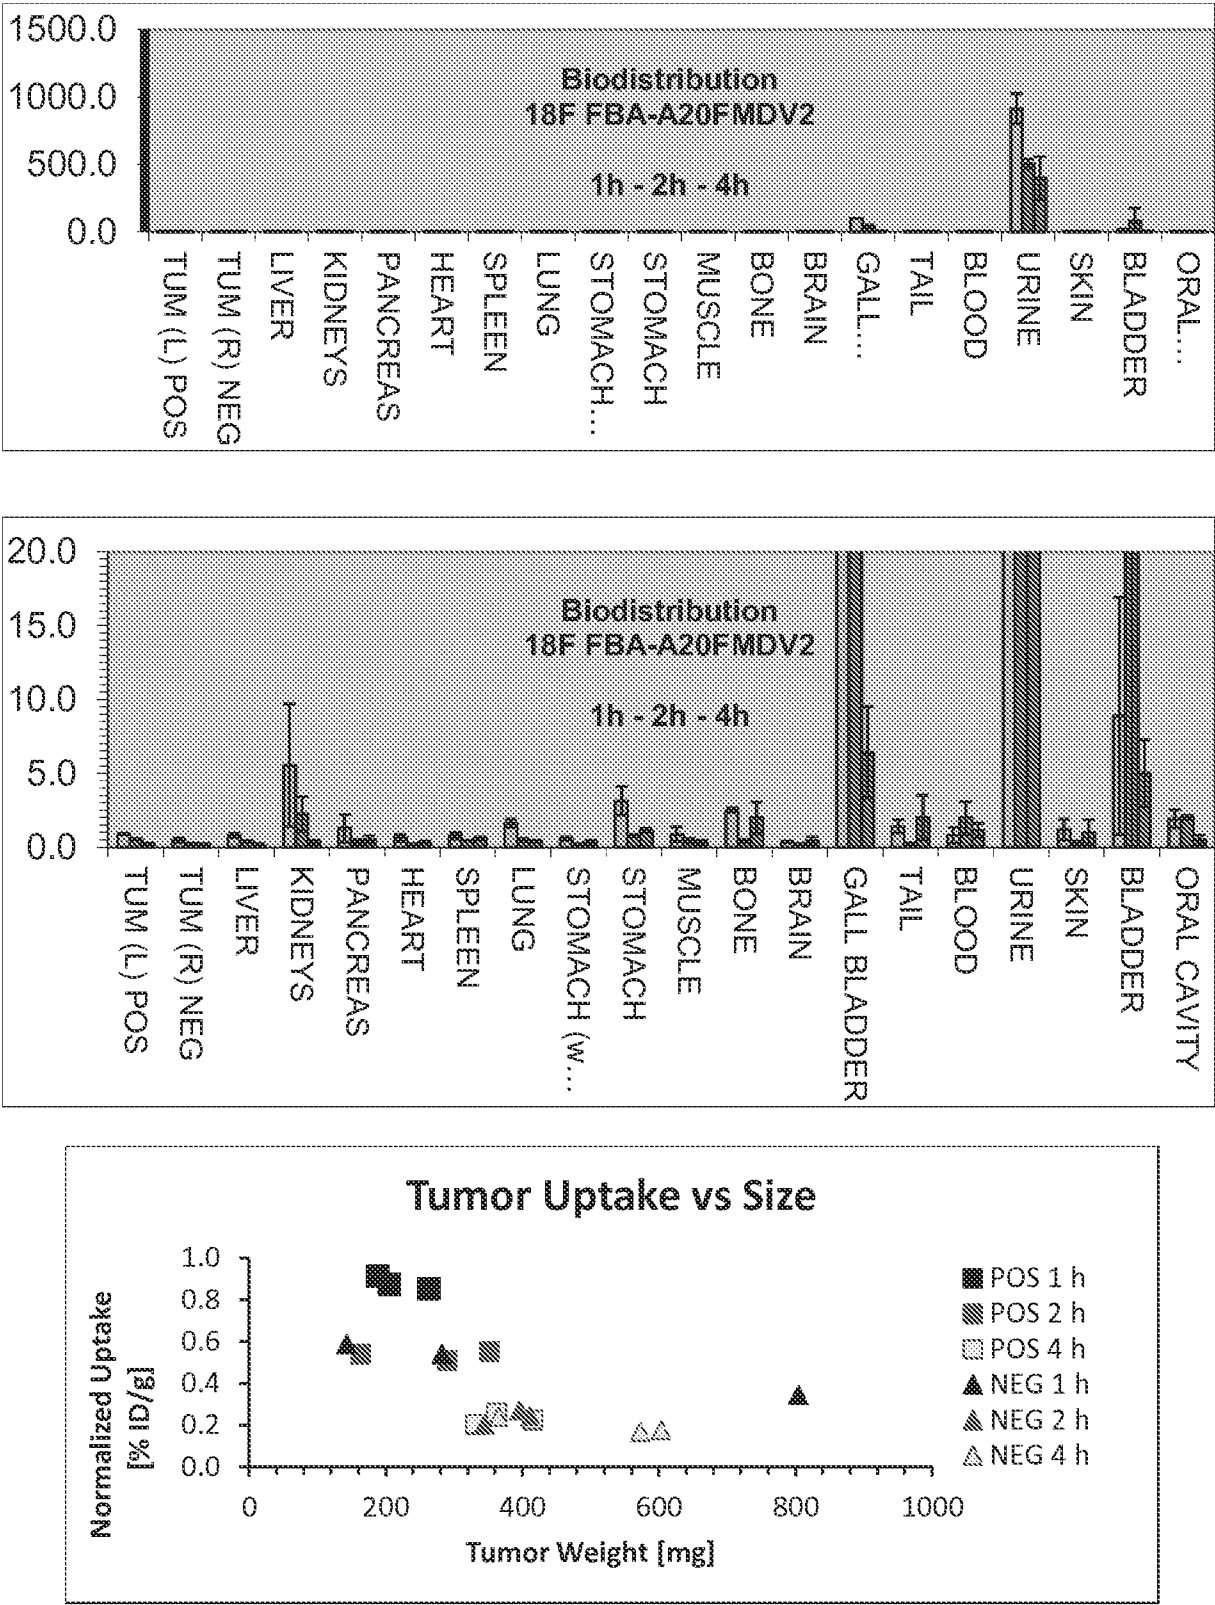 1500.0
1000.0
500.0
0.0
Biodistribution
18F FBA-A20FMDV2
1h - 2h - 4h
TUM (L) POS
TUM (R) NEG
LIVER
KIDNEYS
PANCREAS
HEART
SPLEEN
LUNG
STOMACH...
STOMACH
MUSCLE
BONE
BRAIN
GALL...
TAIL
BLOOD
URINE
SKIN
BLADDER
ORAL...
20.0
15.0
10.0
5.0
0.0
Biodistribution
18F FBA-A20FMDV2
1h - 2h - 4h
TUM (L) POS
TUM (R) NEG
LIVER
KIDNEYS
PANCREAS
HEART
SPLEEN
LUNG
STOMACH (w...
STOMACH
MUSCLE
BONE
BRAIN
GALL BLADDER
TAIL
BLOOD
URINE
SKIN
BLADDER
ORAL CAVITY
Tumor Uptake vs Size
Normalized Uptake
[% ID/g]
1.0
0.8
0.6
0.4
0.2
0.0
0 200 400 600 800 1000
Tumor Weight [mg]
POS 1 h
POS 2 h
POS 4 h
NEG 1 h
NEG 2 h
NEG 4 h